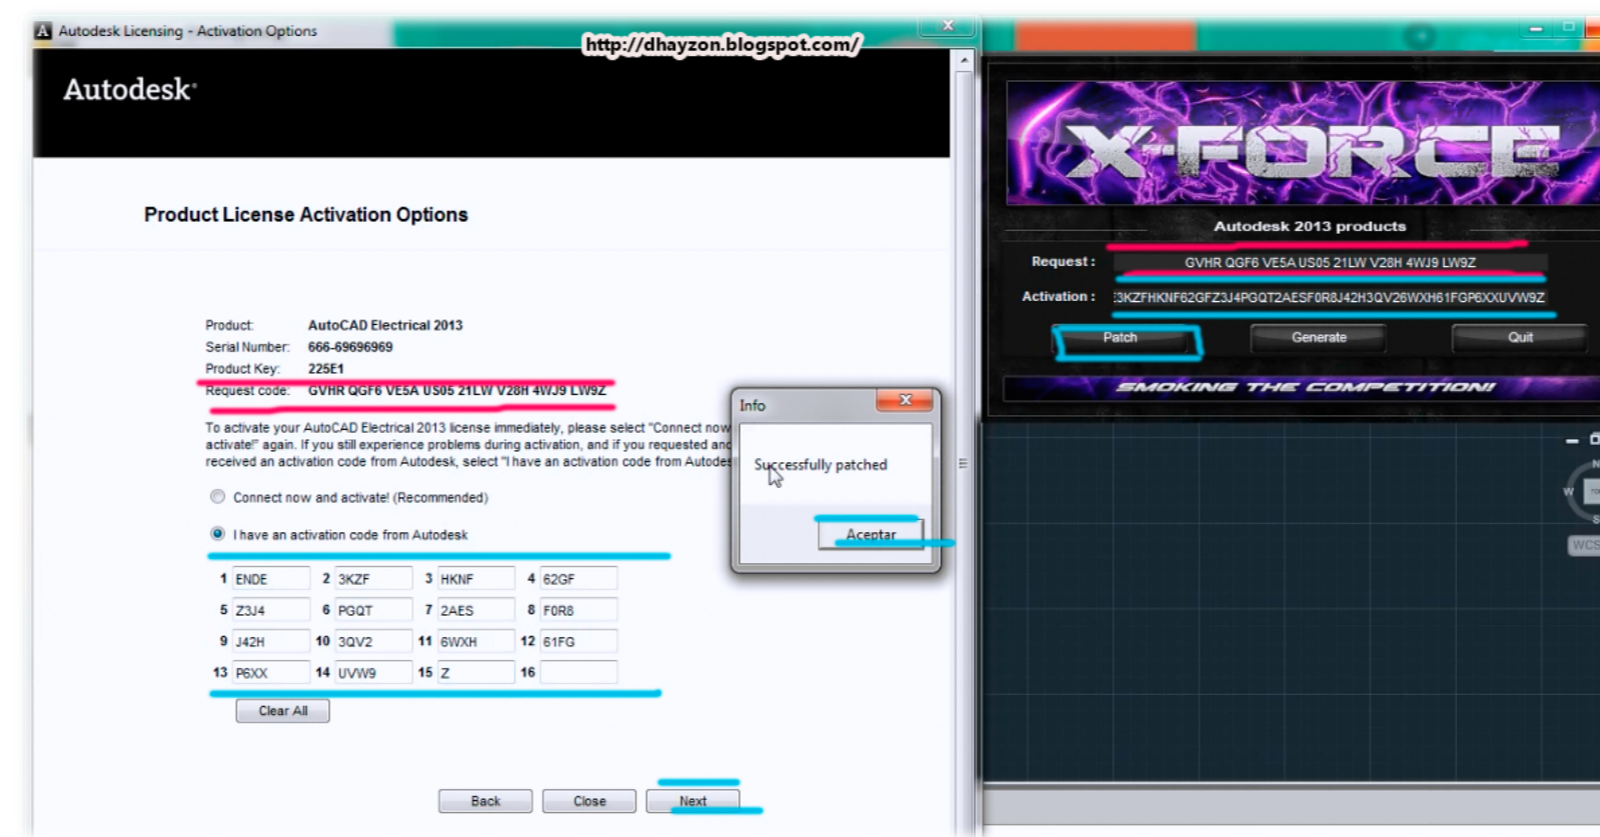 Autodesk Licensing - Activation Options
http://dhayzon.blogspot.com/
Autodesk
Product License Activation Options
Product: AutoCAD Electrical 2013
Serial Number: 666-69696969
Product Key: 225E1
Request code: GVHR QGF6 VE5A US05 21LW V28H 4WJ9 LW9Z
To activate your AutoCAD Electrical 2013 license immediately, please select "Connect now
activate!" again. If you still experience problems during activation, and if you requested and
received an activation code from Autodesk, select "I have an activation code from
Connect now and activate! (Recommended)
I have an activation code from Autodesk
1 ENDE 2 3KZF 3 HKNF 4 62GF
5 Z3J4 6 PGQT 7 2AES 8 F0R8
9 J42H 10 3QV2 11 6WXH 12 61FG
13 P6XX 14 UVW9 15 Z 16
Clear All
Back Close Next
Info
Successfully patched
Aceptar
X-FORCE
Autodesk 2013 products
Request : GVHR QGF6 VE5A US05 21LW V28H 4WJ9 LW9Z
Activation : 3KZFHKNF62GFZ3J4PGQT2AESF0R8J42H3QV26WXH61FGP6XXUVW9Z
Patch Generate Quit
SMOKING THE COMPETITION!
N
W
S
WCS